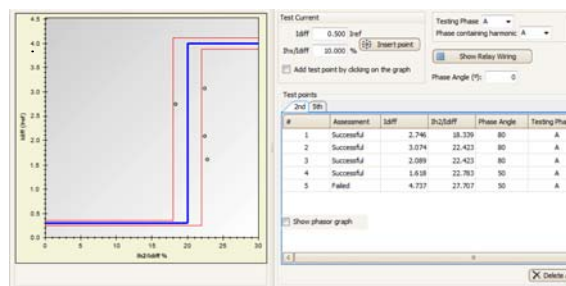 4.5
4.0
3.5
3.0
2.5
2.0
1.5
1.0
0.5
0.0
Idiff (Iref)
0 5 10 15 20 25 30
Ih2/Idiff %
Test Current
Idiff 0.500 Iref
Ihx/Idiff 10.000 %
Insert point
Add test point by clicking on the graph
Testing Phase A
Phase containing harmonic A
Show Relay Wiring
Phase Angle (º): 0
Test points
2nd 5th
# Assessment Idiff Ih2/Idiff Phase Angle Testing Pha
1 Successful 2.746 18.339 80 A
2 Successful 3.074 22.423 80 A
3 Successful 2.089 22.423 80 A
4 Successful 1.618 22.783 50 A
5 Failed 4.737 27.707 50 A
Show phasor graph
Delete